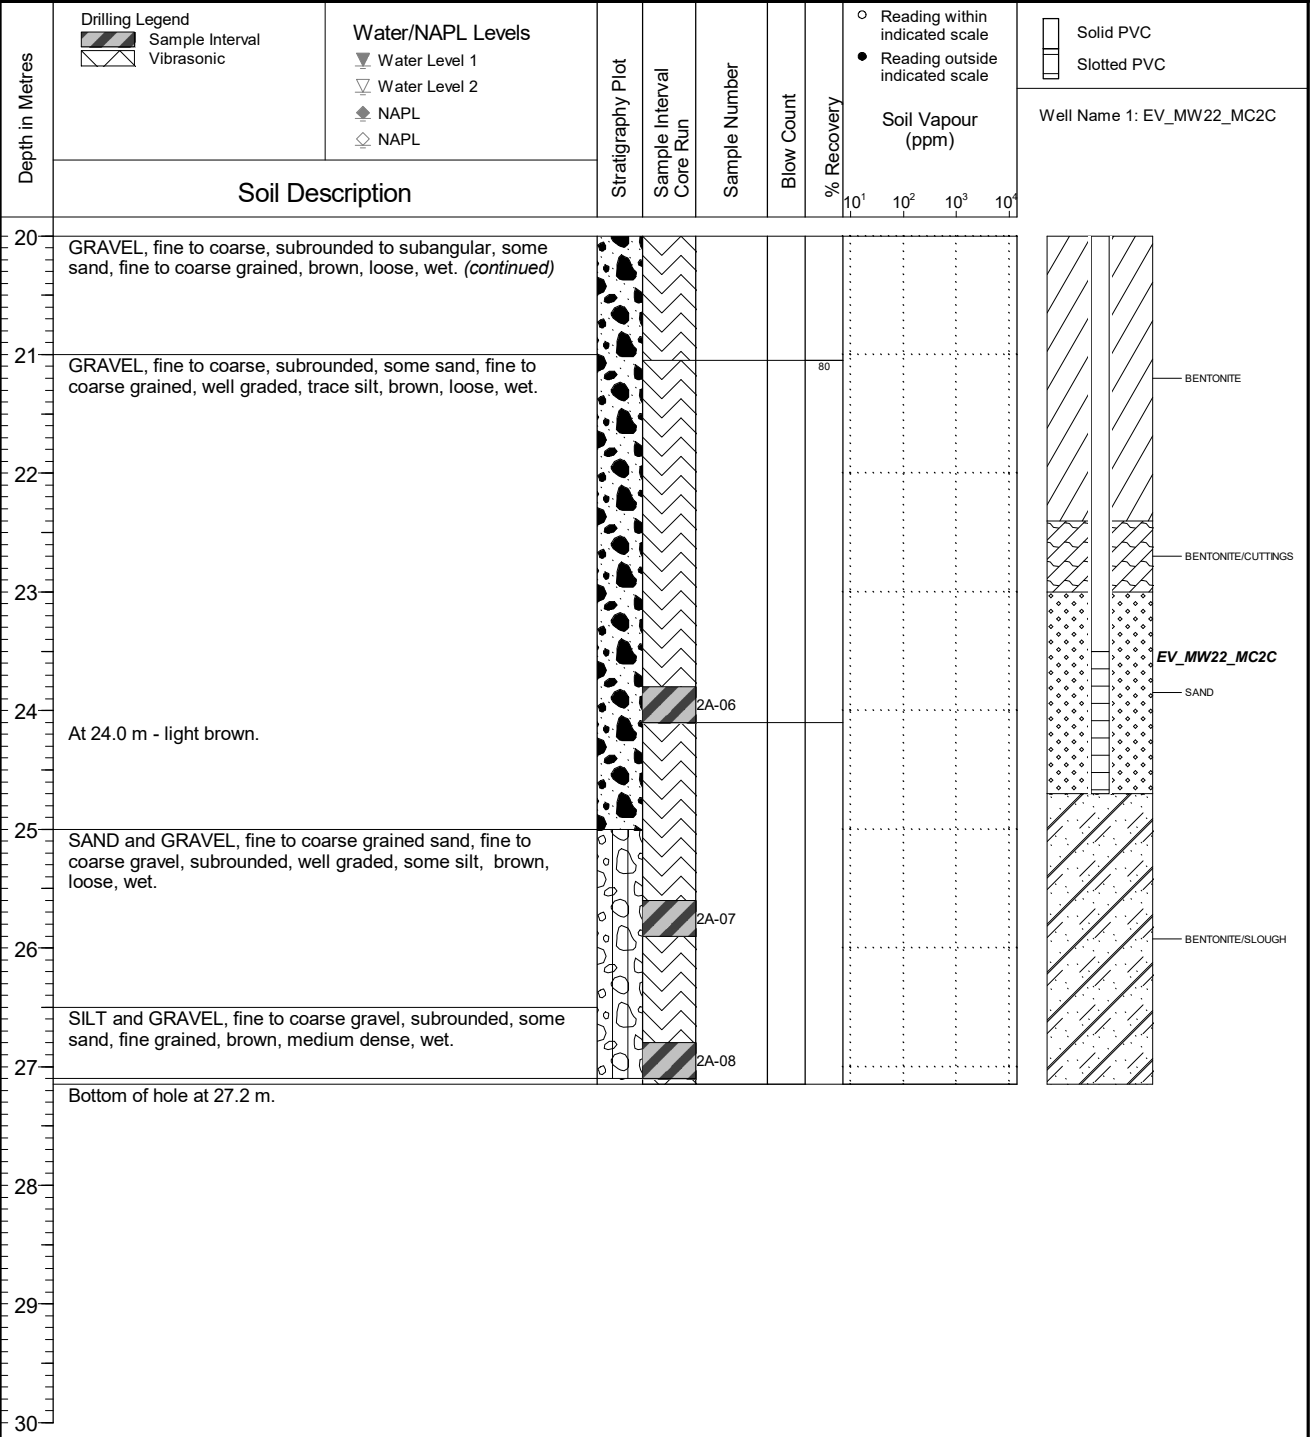 Depth in Metres
Drilling Legend
Sample Interval
Vibrasonic
Water/NAPL Levels
Water Level 1
Water Level 2
NAPL
NAPL
Soil Description
Stratigraphy Plot
Sample Interval
Core Run
Sample Number
Blow Count
% Recovery
Reading within
indicated scale
Reading outside
indicated scale
Soil Vapour
(ppm)
10¹ 10² 10³ 10⁴
Solid PVC
Slotted PVC
Well Name 1: EV_MW22_MC2C
20
GRAVEL, fine to coarse, subrounded to subangular, some
sand, fine to coarse grained, brown, loose, wet. (continued)
21
GRAVEL, fine to coarse, subrounded, some sand, fine to
coarse grained, well graded, trace silt, brown, loose, wet.
80
BENTONITE
22
BENTONITE/CUTTINGS
23
EV_MW22_MC2C
SAND
2A-06
24
At 24.0 m - light brown.
25
SAND and GRAVEL, fine to coarse grained sand, fine to
coarse gravel, subrounded, well graded, some silt, brown,
loose, wet.
2A-07
BENTONITE/SLOUGH
26
SILT and GRAVEL, fine to coarse gravel, subrounded, some
sand, fine grained, brown, medium dense, wet.
2A-08
27
Bottom of hole at 27.2 m.
28
29
30